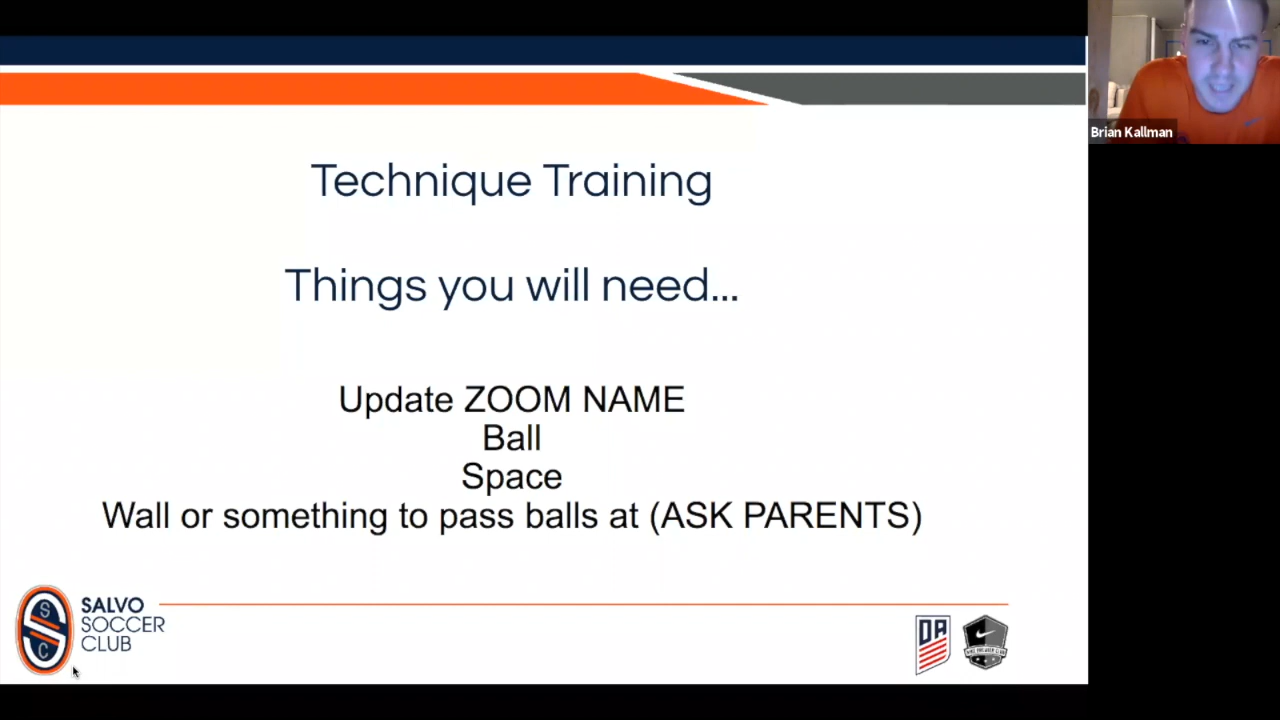 Brian Kallman
Technique Training
Things you will need...
Update ZOOM NAME
Ball
Space
Wall or something to pass balls at (ASK PARENTS)
S
S
C
SALVO
SOCCER
CLUB
DA